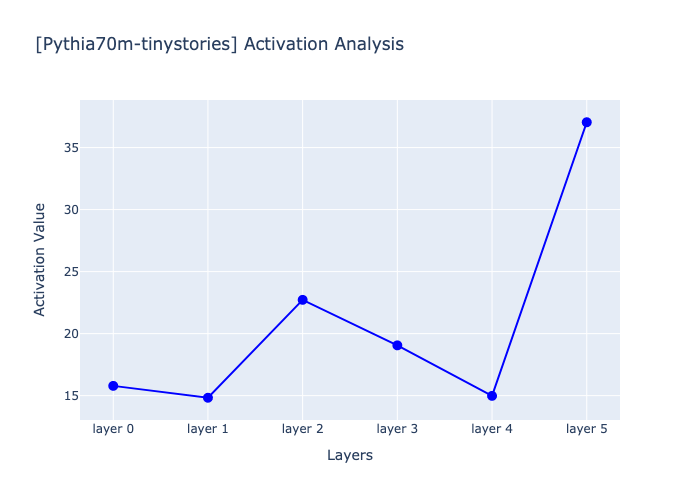 [Pythia70m-tinystories] Activation Analysis
35
30
25
20
15
Activation Value
layer 0
layer 1
layer 2
layer 3
layer 4
layer 5
Layers